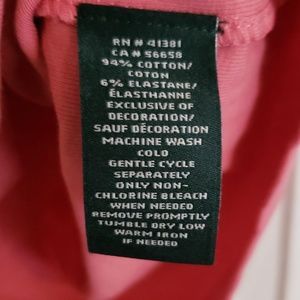 RN # 41381
CA # 56658
94% COTTON/
COTON
6% ELASTANE/
ÉLASTHANNE
EXCLUSIVE OF
DECORATION/
SAUF DÉCORATION
MACHINE WASH
COLD
GENTLE CYCLE
SEPARATELY
ONLY NON-
CHLORINE BLEACH
WHEN NEEDED
REMOVE PROMPTLY
TUMBLE DRY LOW
WARM IRON
IF NEEDED